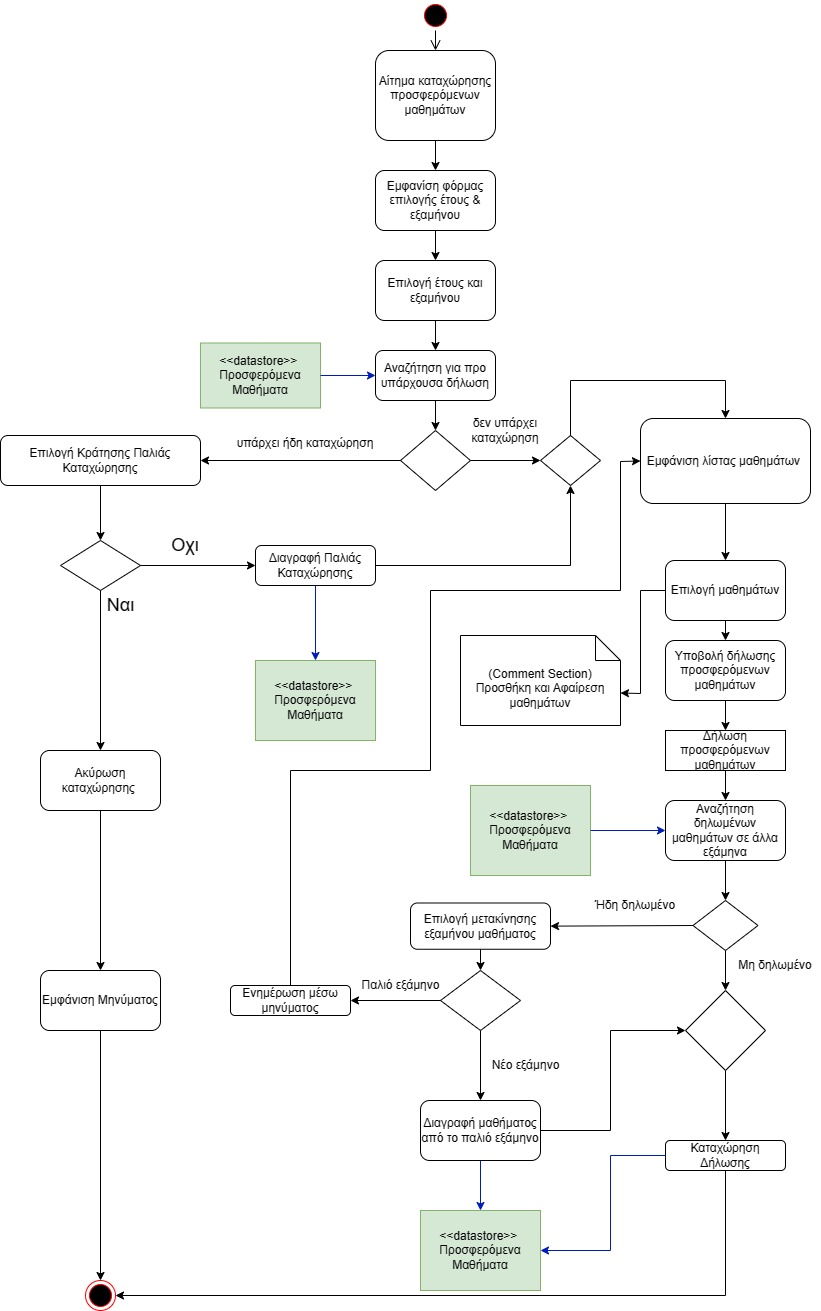 Αίτημα καταχώρησης
προσφερόμενων
μαθημάτων
Εμφανίση φόρμας
επιλογής έτους &
εξαμήνου
Επιλογή έτους και
εξαμήνου
<<datastore>>
Προσφερόμενα
Μαθήματα
Αναζήτηση για προ
υπάρχουσα δήλωση
υπάρχει ήδη καταχώρηση
δεν υπάρχει
καταχώρηση
Επιλογή Κράτησης Παλιάς
Καταχώρησης
Εμφάνιση λίστας μαθημάτων
Οχι
Διαγραφή Παλιάς
Καταχώρησης
Ναι
Επιλογή μαθημάτων
<<datastore>>
Προσφερόμενα
Μαθήματα
(Comment Section)
Προσθήκη και Αφαίρεση
μαθημάτων
Υποβολή δήλωσης
προσφερόμενων
μαθημάτων
Δήλωση
προσφερόμενων
μαθημάτων
Ακύρωση
καταχώρησης
<<datastore>>
Προσφερόμενα
Μαθήματα
Αναζήτηση
δηλωμένων
μαθημάτων σε άλλα
εξάμηνα
Ήδη δηλωμένο
Επιλογή μετακίνησης
εξαμήνου μαθήματος
Μη δηλωμένο
Εμφάνιση Μηνύματος
Ενημέρωση μέσω
μηνύματος
Παλιό εξάμηνο
Νέο εξάμηνο
Διαγραφή μαθήματος
από το παλιό εξάμηνο
Καταχώρηση
Δήλωσης
<<datastore>>
Προσφερόμενα
Μαθήματα